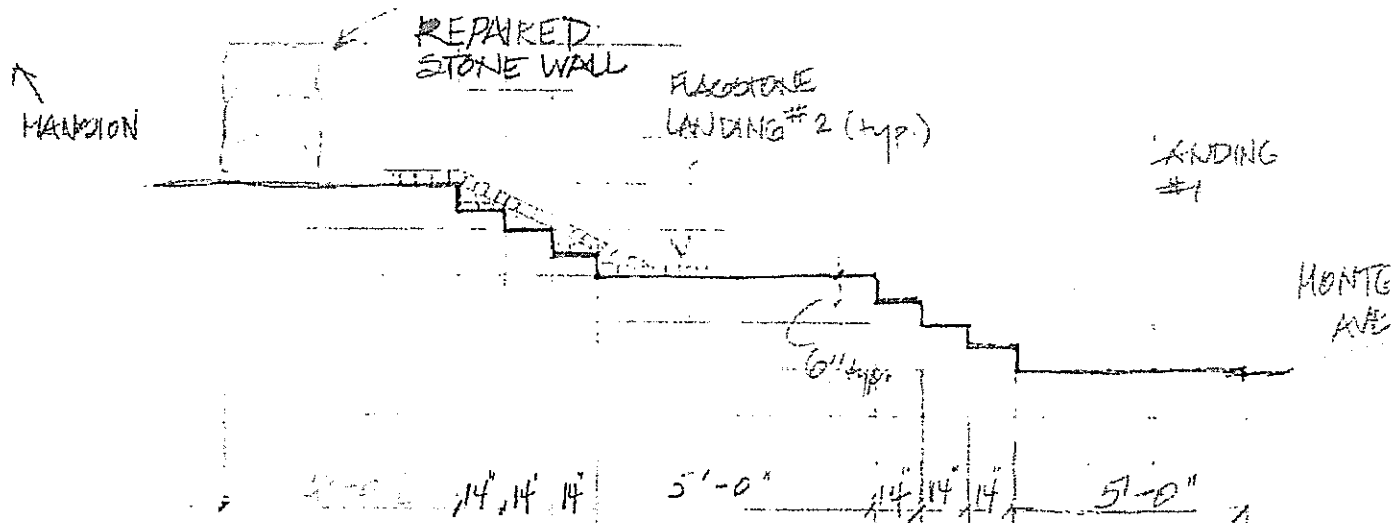 REPAIRED
STONE WALL
MANSION
FLAGSTONE
LANDING #2 (typ.)
LANDING
#1
MONTE
AVE
6" typ.
14" 14" 14" 5'-0" 14" 14" 14" 5'-0"